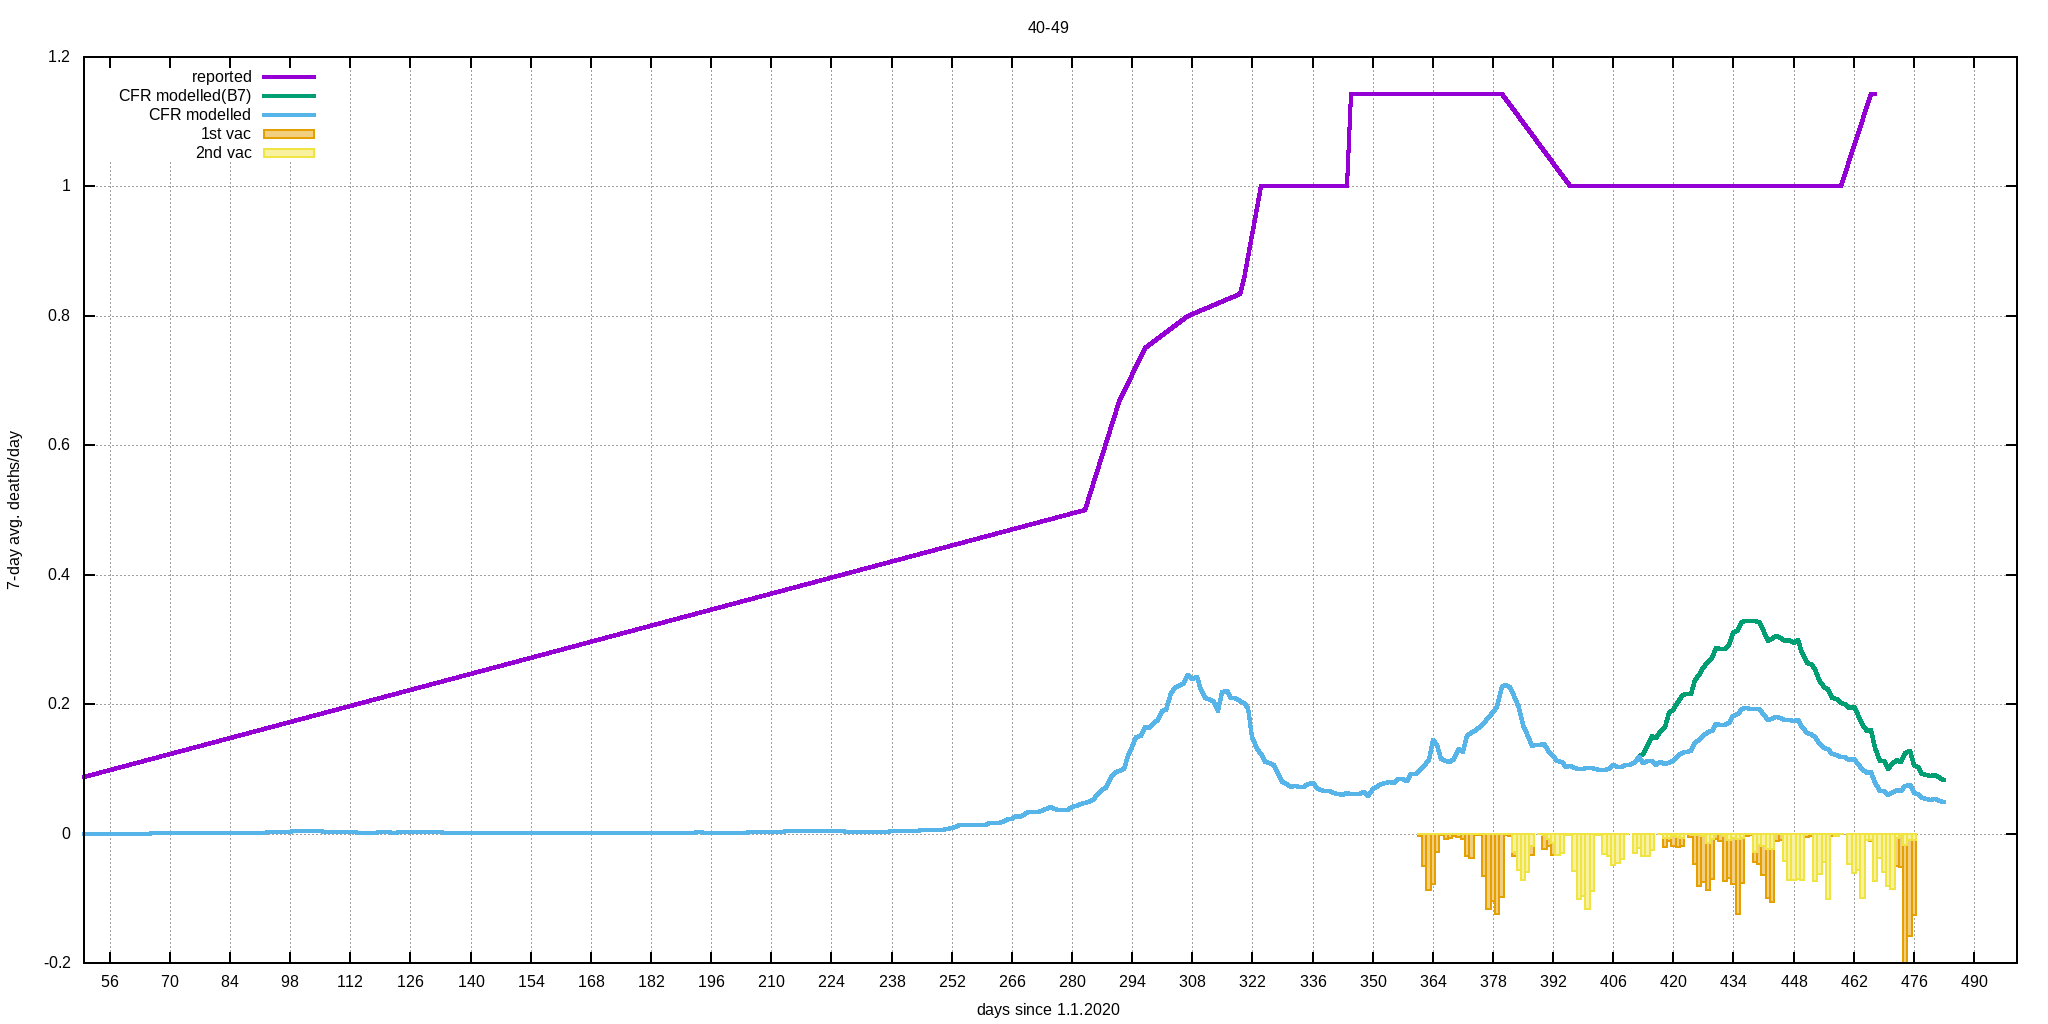 40-49
1.2
1
0.8
0.6
0.4
0.2
0
-0.2
7-day avg. deaths/day
reported
CFR modelled(B7)
CFR modelled
1st vac
2nd vac
56 70 84 98 112 126 140 154 168 182 196 210 224 238 252 266 280 294 308 322 336 350 364 378 392 406 420 434 448 462 476 490
days since 1.1.2020